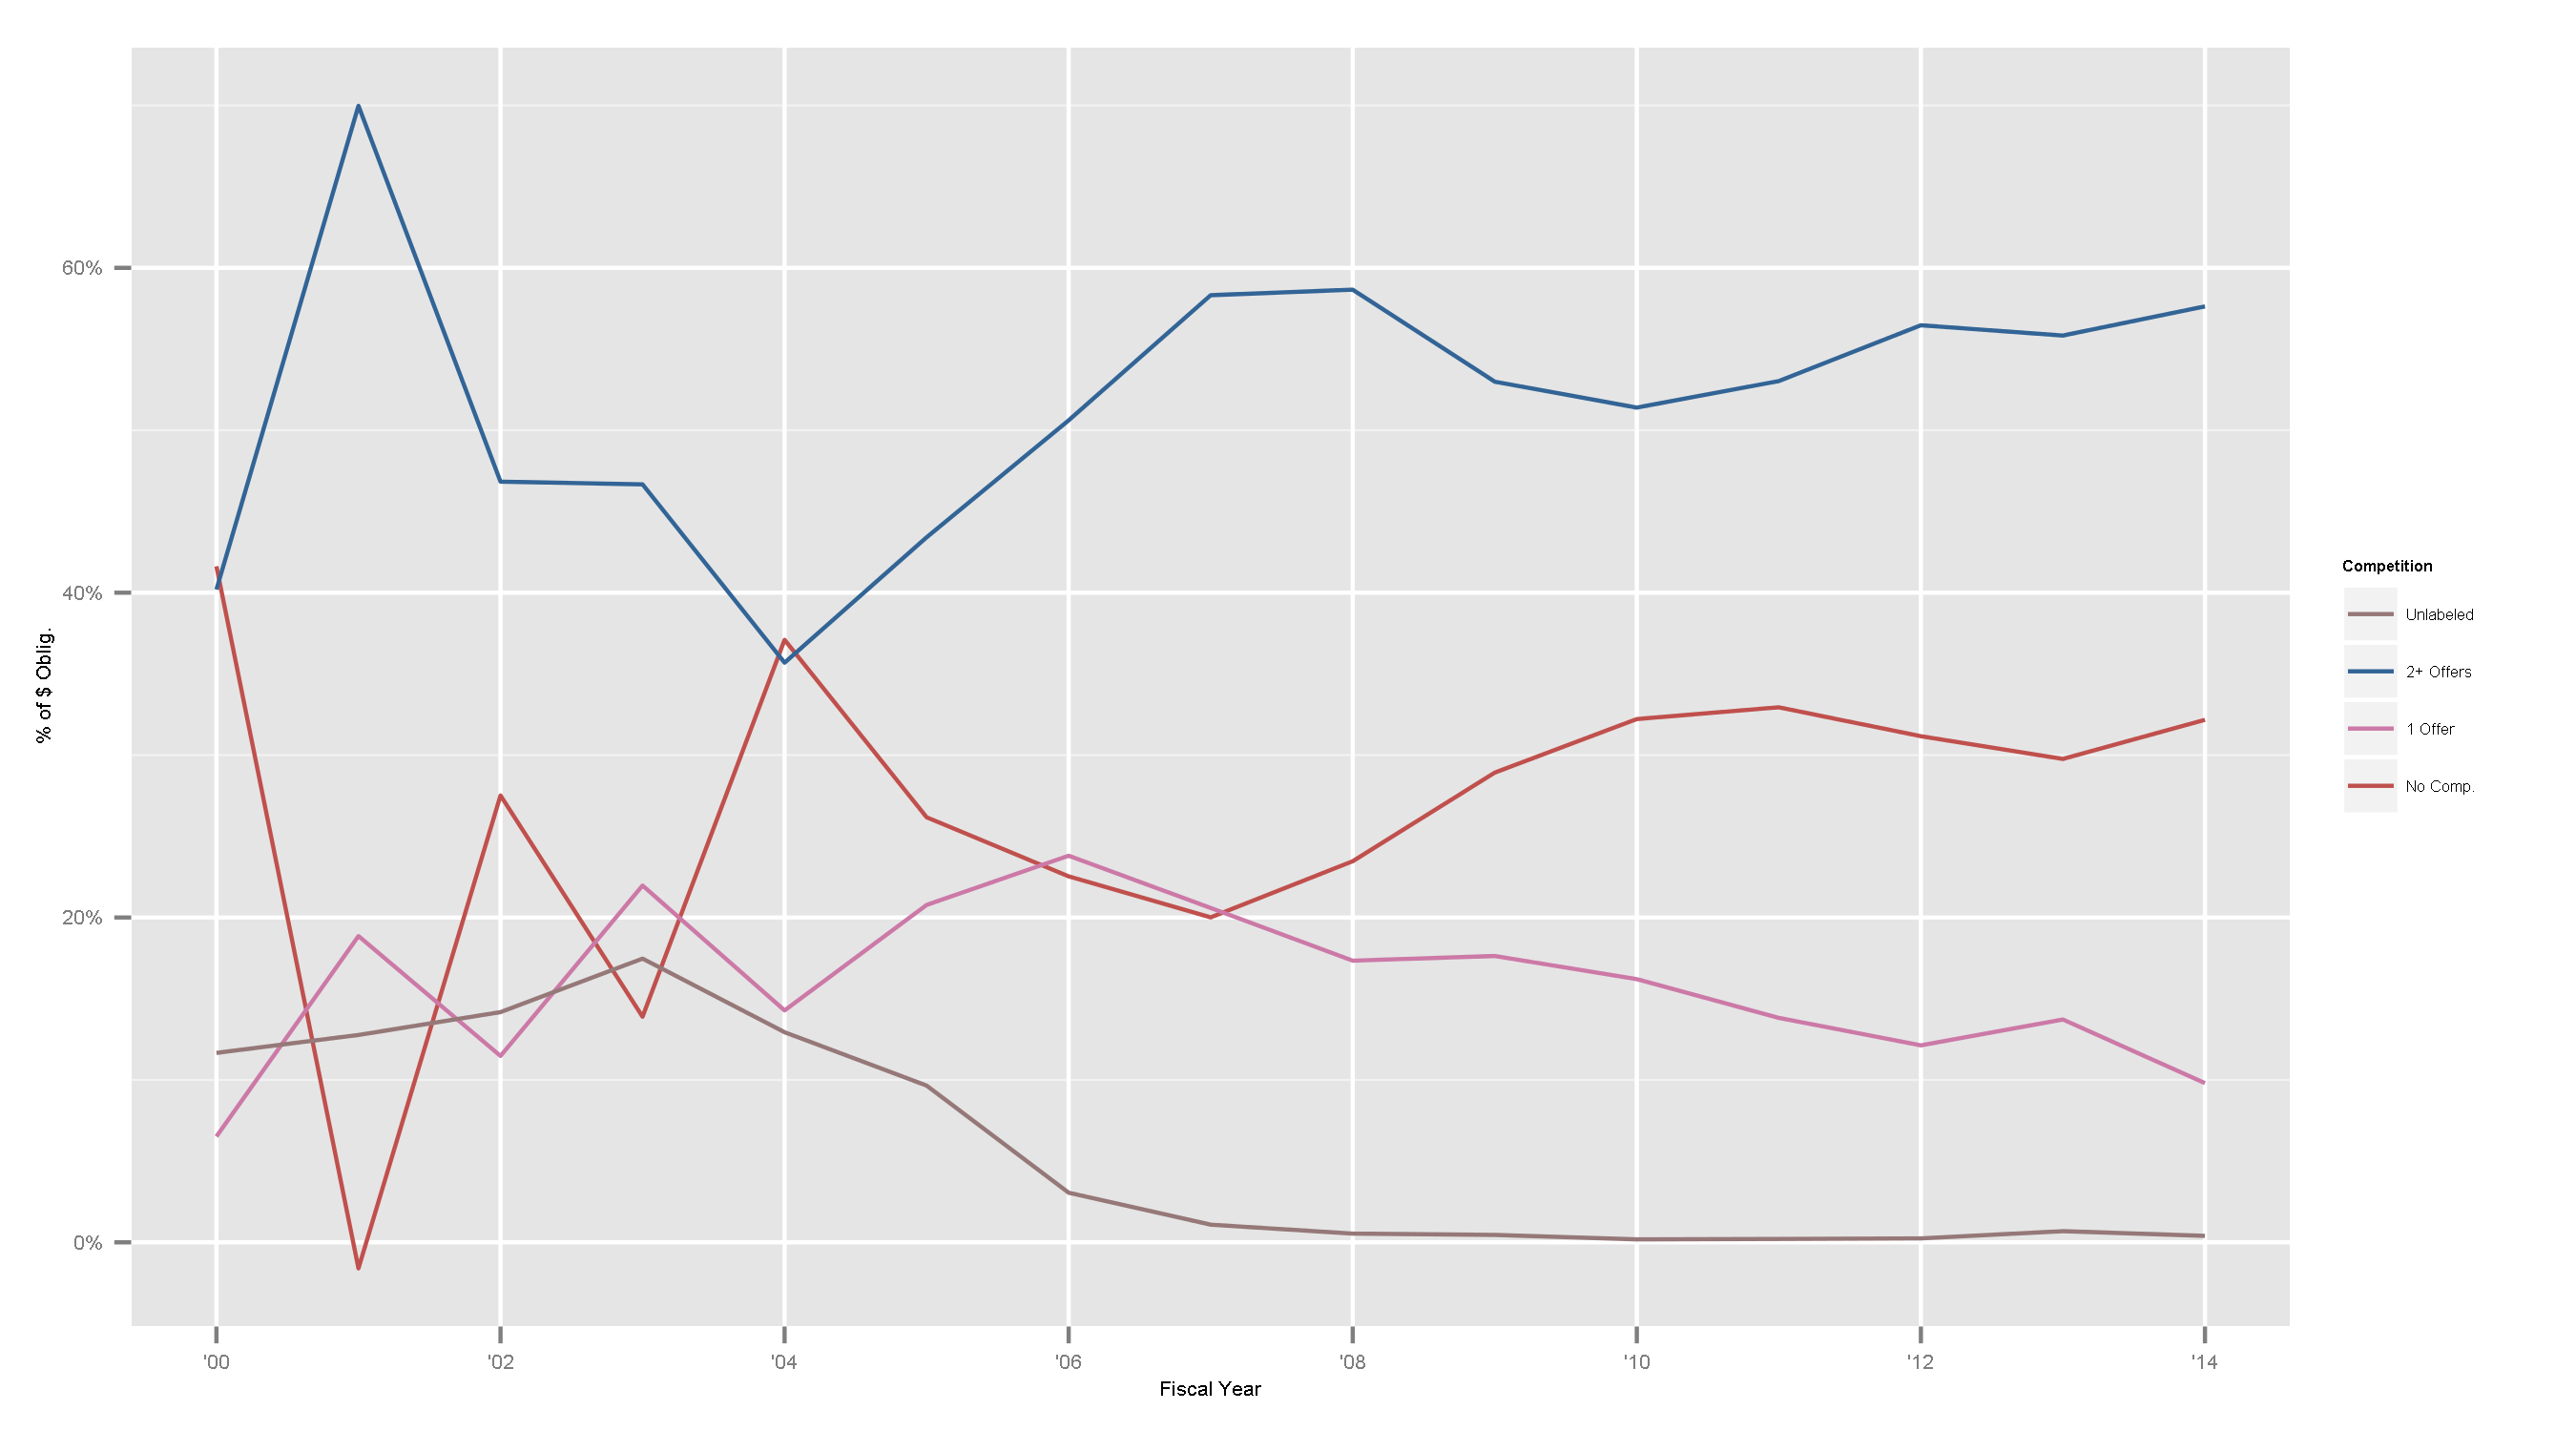 60%
40%
20%
0%
% of $ Oblig.
'00 '02 '04 '06 '08 '10 '12 '14
Fiscal Year
Competition
Unlabeled
2+ Offers
1 Offer
No Comp.